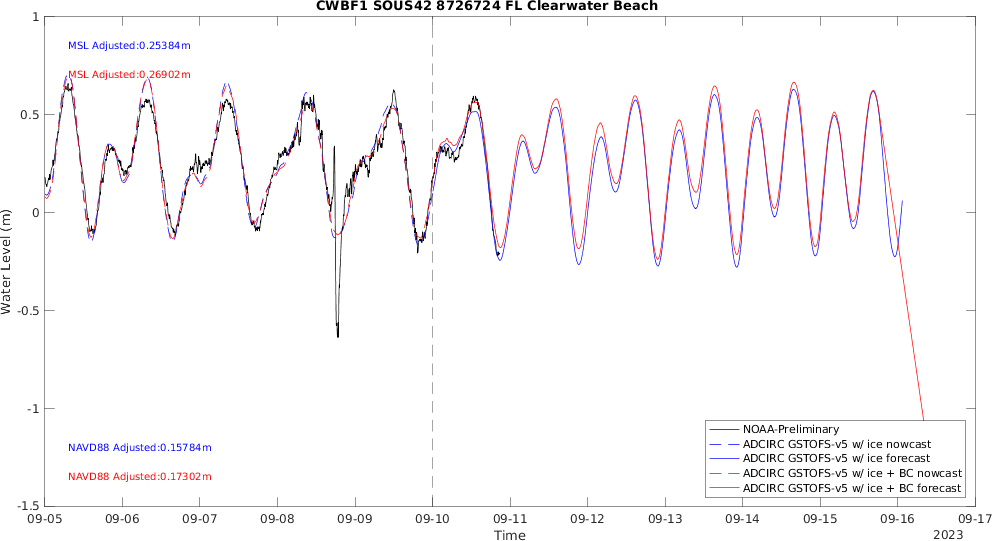 CWBF1 SOUS42 8726724 FL Clearwater Beach
1
0.5
0
-0.5
-1
-1.5
Water Level (m)
MSL Adjusted:0.25384m
MSL Adjusted:0.26902m
NAVD88 Adjusted:0.15784m
NAVD88 Adjusted:0.17302m
NOAA-Preliminary
ADCIRC GSTOFS-v5 w/ ice nowcast
ADCIRC GSTOFS-v5 w/ ice forecast
ADCIRC GSTOFS-v5 w/ ice + BC nowcast
ADCIRC GSTOFS-v5 w/ ice + BC forecast
09-05 09-06 09-07 09-08 09-09 09-10 09-11 09-12 09-13 09-14 09-15 09-16 09-17
Time
2023